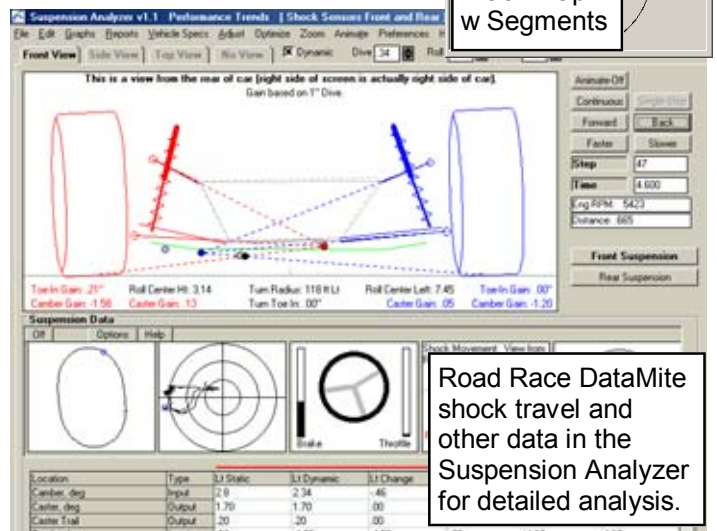 w Segments
Suspension Analyzer v1.1 Performance Trends [ Shock Sensors Front and Rear
File Edit Graphs Reports Vehicle Specs Adjust Optimize Zoom Animate Preferences
Front View Side View Top View No View Dynamic Dive 34 Roll
This is a view from the rear of car (right side of screen is actually right side of car).
Gain based on 1" Dive.
Animate-Off
Continuous Single Step
Forward Back
Faster Slower
Step 47
Time 4.600
Eng RPM: 5423
Distance: 665
Front Suspension
Rear Suspension
Toe-In Gain: .21" Roll Center Ht: 3.14 Turn Radius: 118 ft Lt Roll Center Left: 7.45 Toe-In Gain: .00"
Camber Gain: -1.56 Caster Gain: .13 Turn Toe In: .00" Caster Gain: .05 Camber Gain: -1.20
Suspension Data
Off Options Help
Shock Movement: View from
Brake Throttle
Road Race DataMite
shock travel and
other data in the
Suspension Analyzer
for detailed analysis.
Location Type Lt Static Lt Dynamic Lt Change
Camber, deg Input 2.8 2.34 -.46
Caster, deg Output 1.70 1.70 .00
Caster Trail Output .20 .20 .00